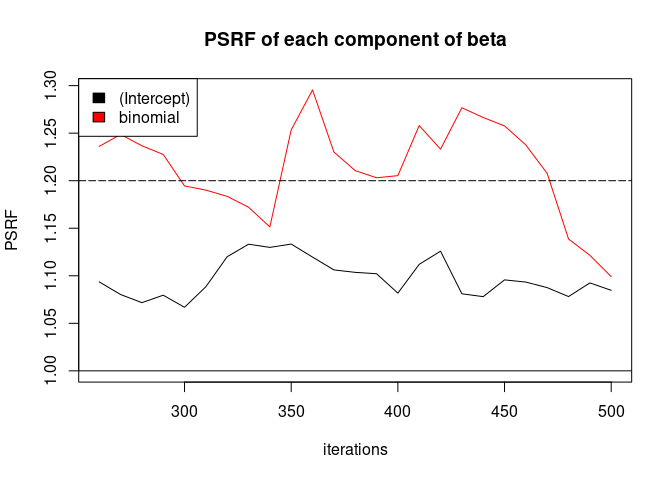 PSRF of each component of beta
(Intercept)
binomial
1.30
1.25
1.20
1.15
1.10
1.05
1.00
PSRF
300 350 400 450 500
iterations